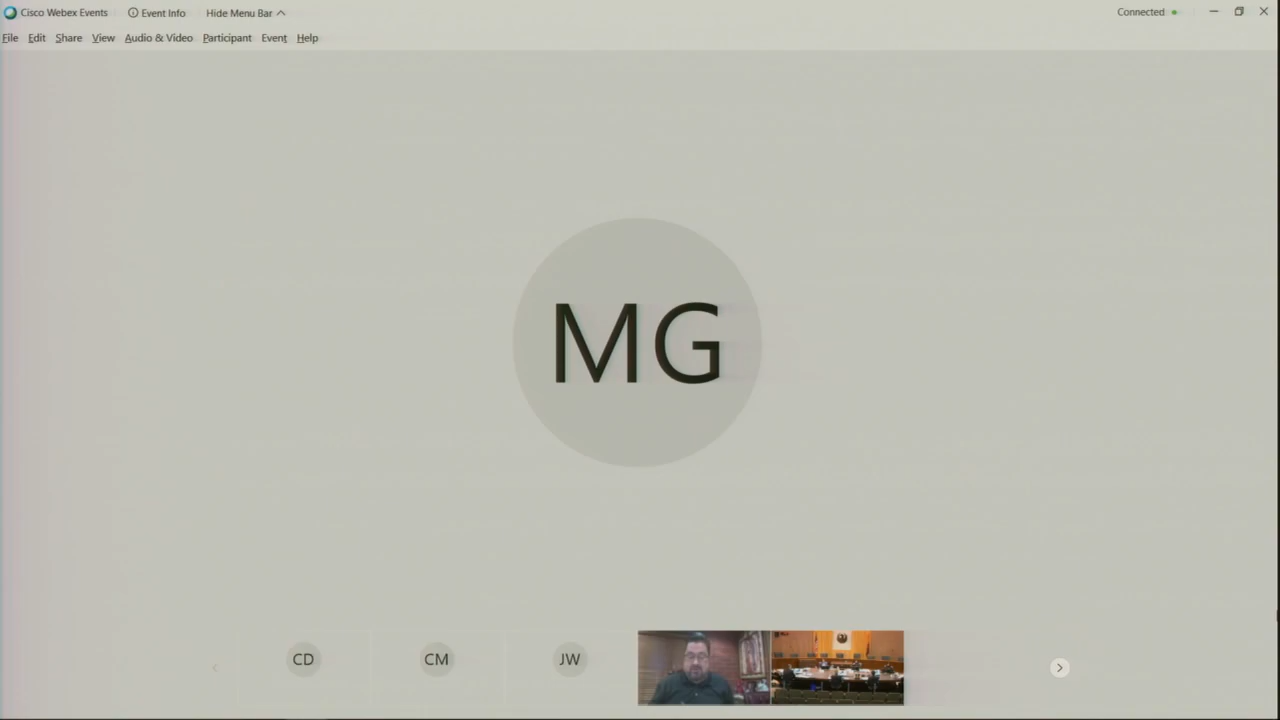 Cisco Webex Events Event Info Hide Menu Bar Connected
File Edit Share View Audio & Video Participant Event Help
MG
CD CM JW